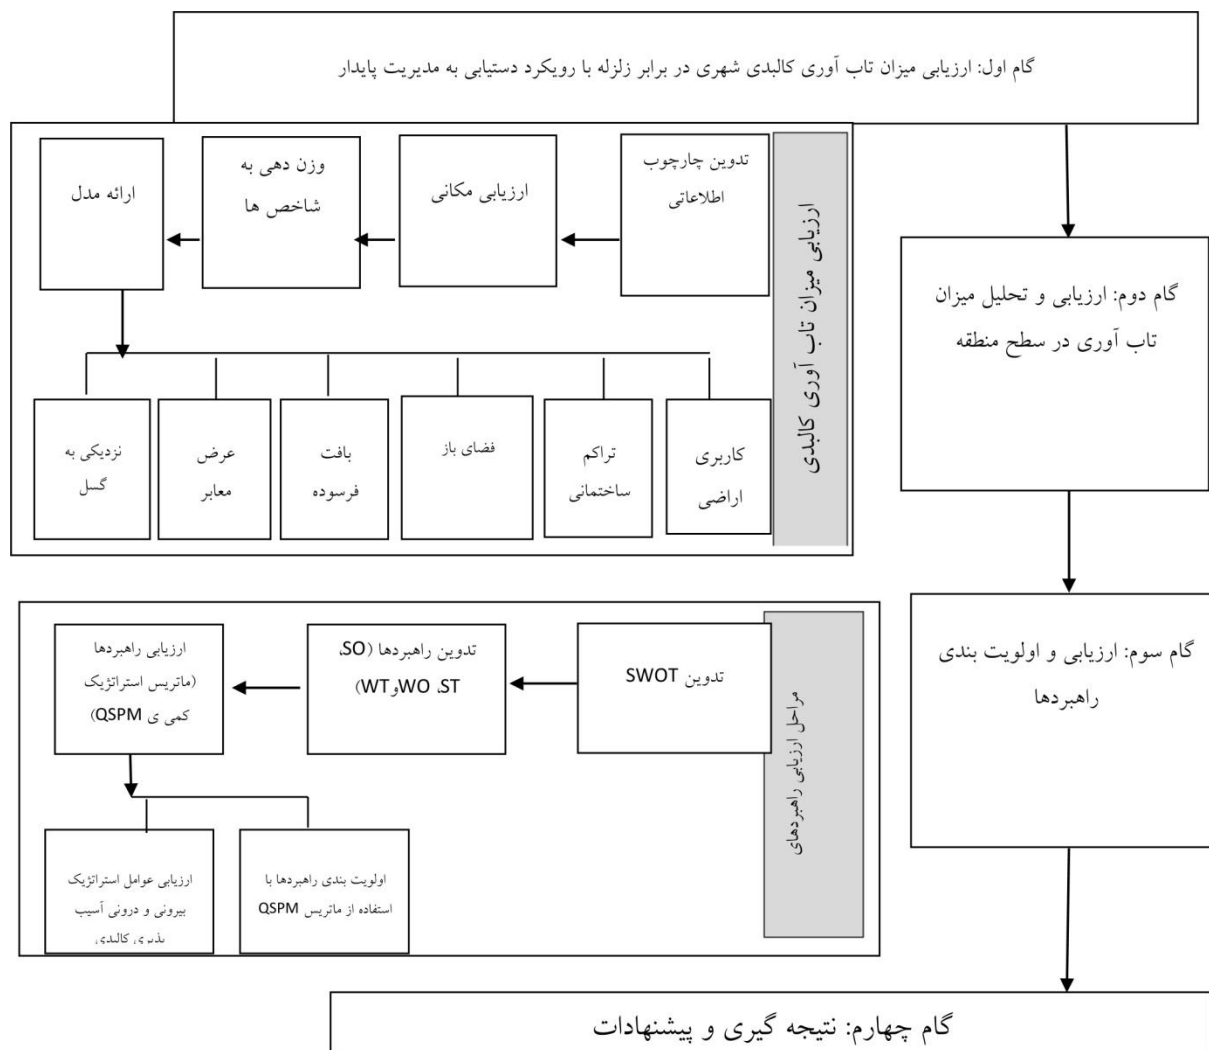 گام اول: ارزیابی میزان تاب آوری کالبدی شهری در برابر زلزله با رویکرد دستیابی به مدیریت پایدار
ارزیابی میزان تاب آوری کالبدی
تدوین چارچوب
اطلاعاتی
ارزیابی مکانی
وزن دهی به
شاخص ها
ارائه مدل
کاربری
اراضی
تراکم
ساختمانی
فضای باز
بافت
فرسوده
عرض
معابر
نزدیکی به
گسل
گام دوم: ارزیابی و تحلیل میزان
تاب آوری در سطح منطقه
گام سوم: ارزیابی و اولویت بندی
راهبردها
مراحل ارزیابی راهبردهای
تدوین SWOT
تدوین راهبردها (SO،
ST، WO وWT)
ارزیابی راهبردها
(ماتریس استراتژیک
کمی ی QSPM)
اولویت بندی راهبردها با
استفاده از ماتریس QSPM
ارزیابی عوامل استراتژیک
بیرونی و درونی آسیب
پذیری کالبدی
گام چهارم: نتیجه گیری و پیشنهادات